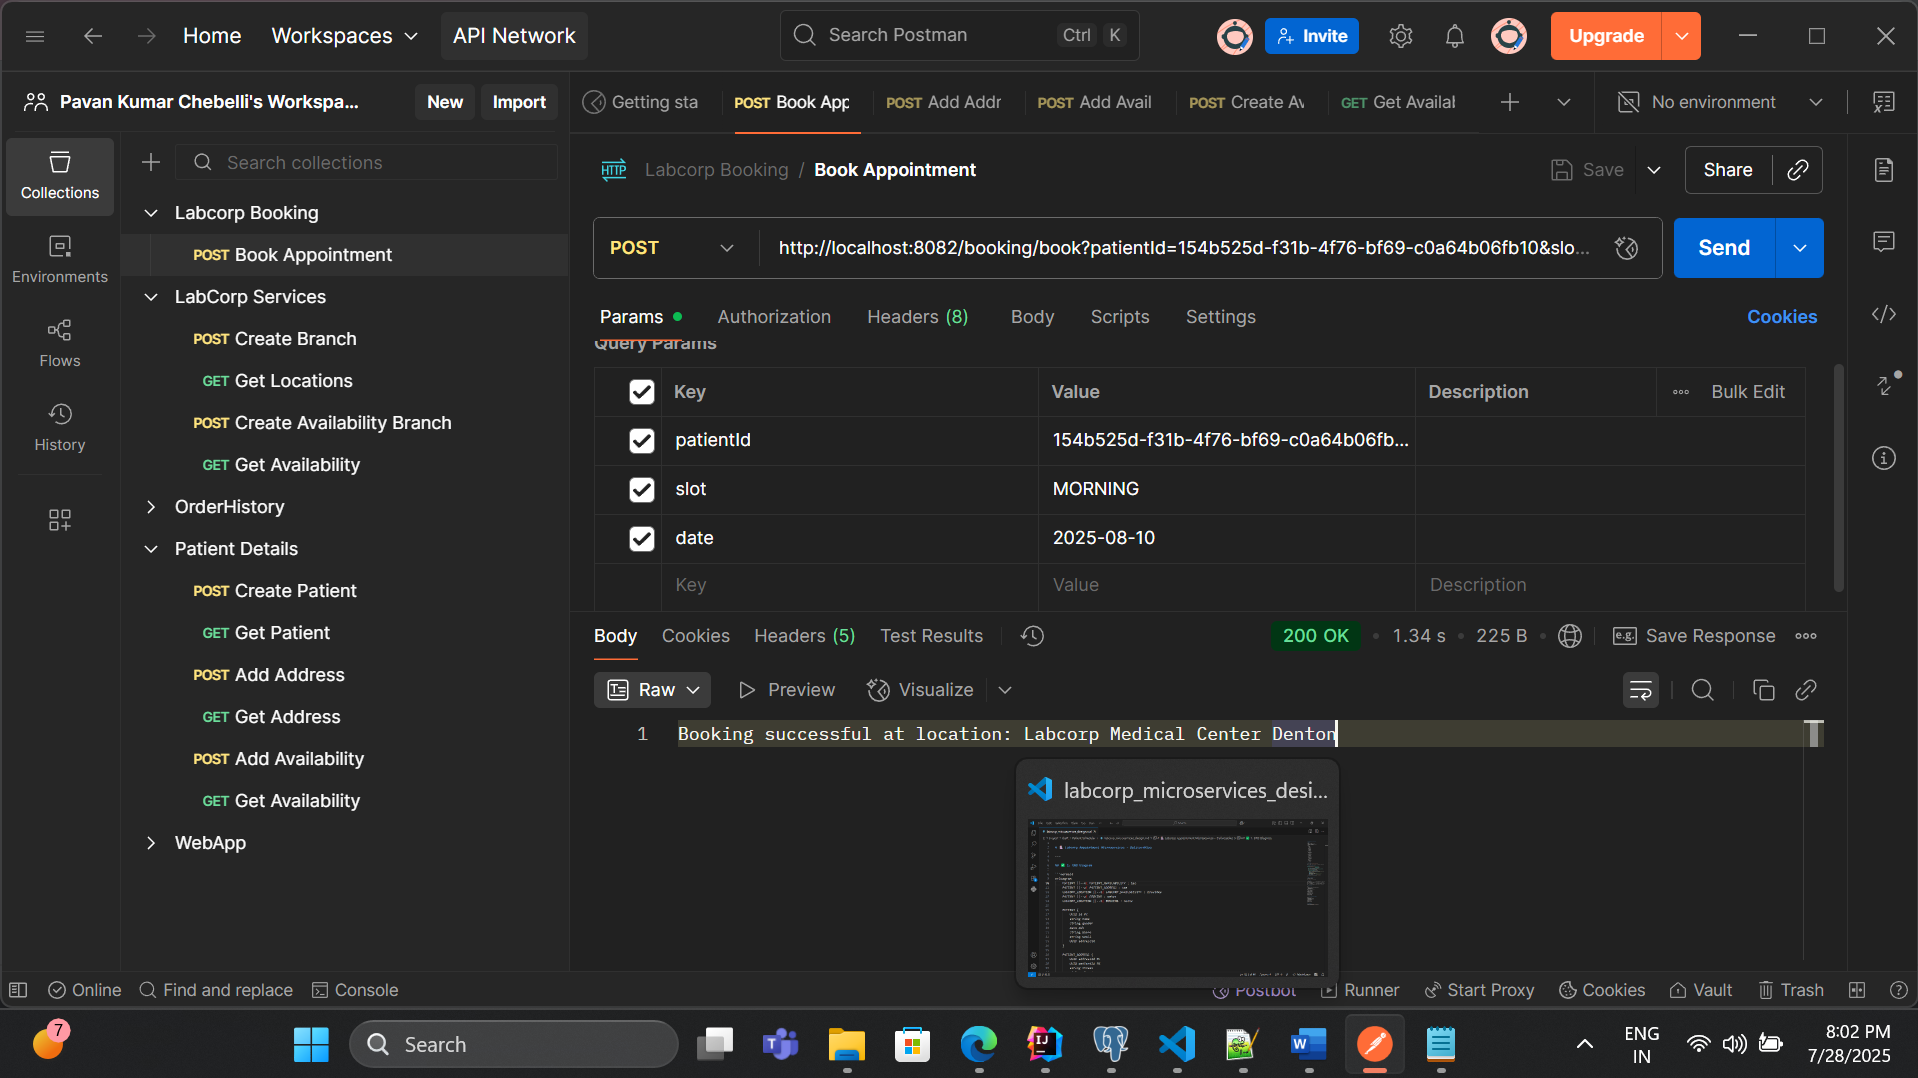 Home
Workspaces
API Network
Search Postman
Ctrl
K
Invite
Upgrade
Pavan Kumar Chebelli's Workspa...
New
Import
Getting sta
POST Book App
POST Add Addr
POST Add Avail
POST Create Av
GET Get Availal
No environment
Collections
Environments
Flows
History
Search collections
Labcorp Booking
POST Book Appointment
LabCorp Services
POST Create Branch
GET Get Locations
POST Create Availability Branch
GET Get Availability
OrderHistory
Patient Details
POST Create Patient
GET Get Patient
POST Add Address
GET Get Address
POST Add Availability
GET Get Availability
WebApp
HTTP
Labcorp Booking / Book Appointment
Save
Share
POST
http://localhost:8082/booking/book?patientId=154b525d-f31b-4f76-bf69-c0a64b06fb10&slo...
Send
Params
Authorization
Headers (8)
Body
Scripts
Settings
Cookies
Query Params
Key
Value
Description
Bulk Edit
patientId
154b525d-f31b-4f76-bf69-c0a64b06fb...
slot
MORNING
date
2025-08-10
Key
Value
Description
Body
Cookies
Headers (5)
Test Results
200 OK
1.34 s
225 B
e.g.
Save Response
Raw
Preview
Visualize
1
Booking successful at location: Labcorp Medical Center Denton
labcorp_microservices_desi...
Online
Find and replace
Console
Postbot
Runner
Start Proxy
Cookies
Vault
Trash
7
Search
ENG
IN
8:02 PM
7/28/2025